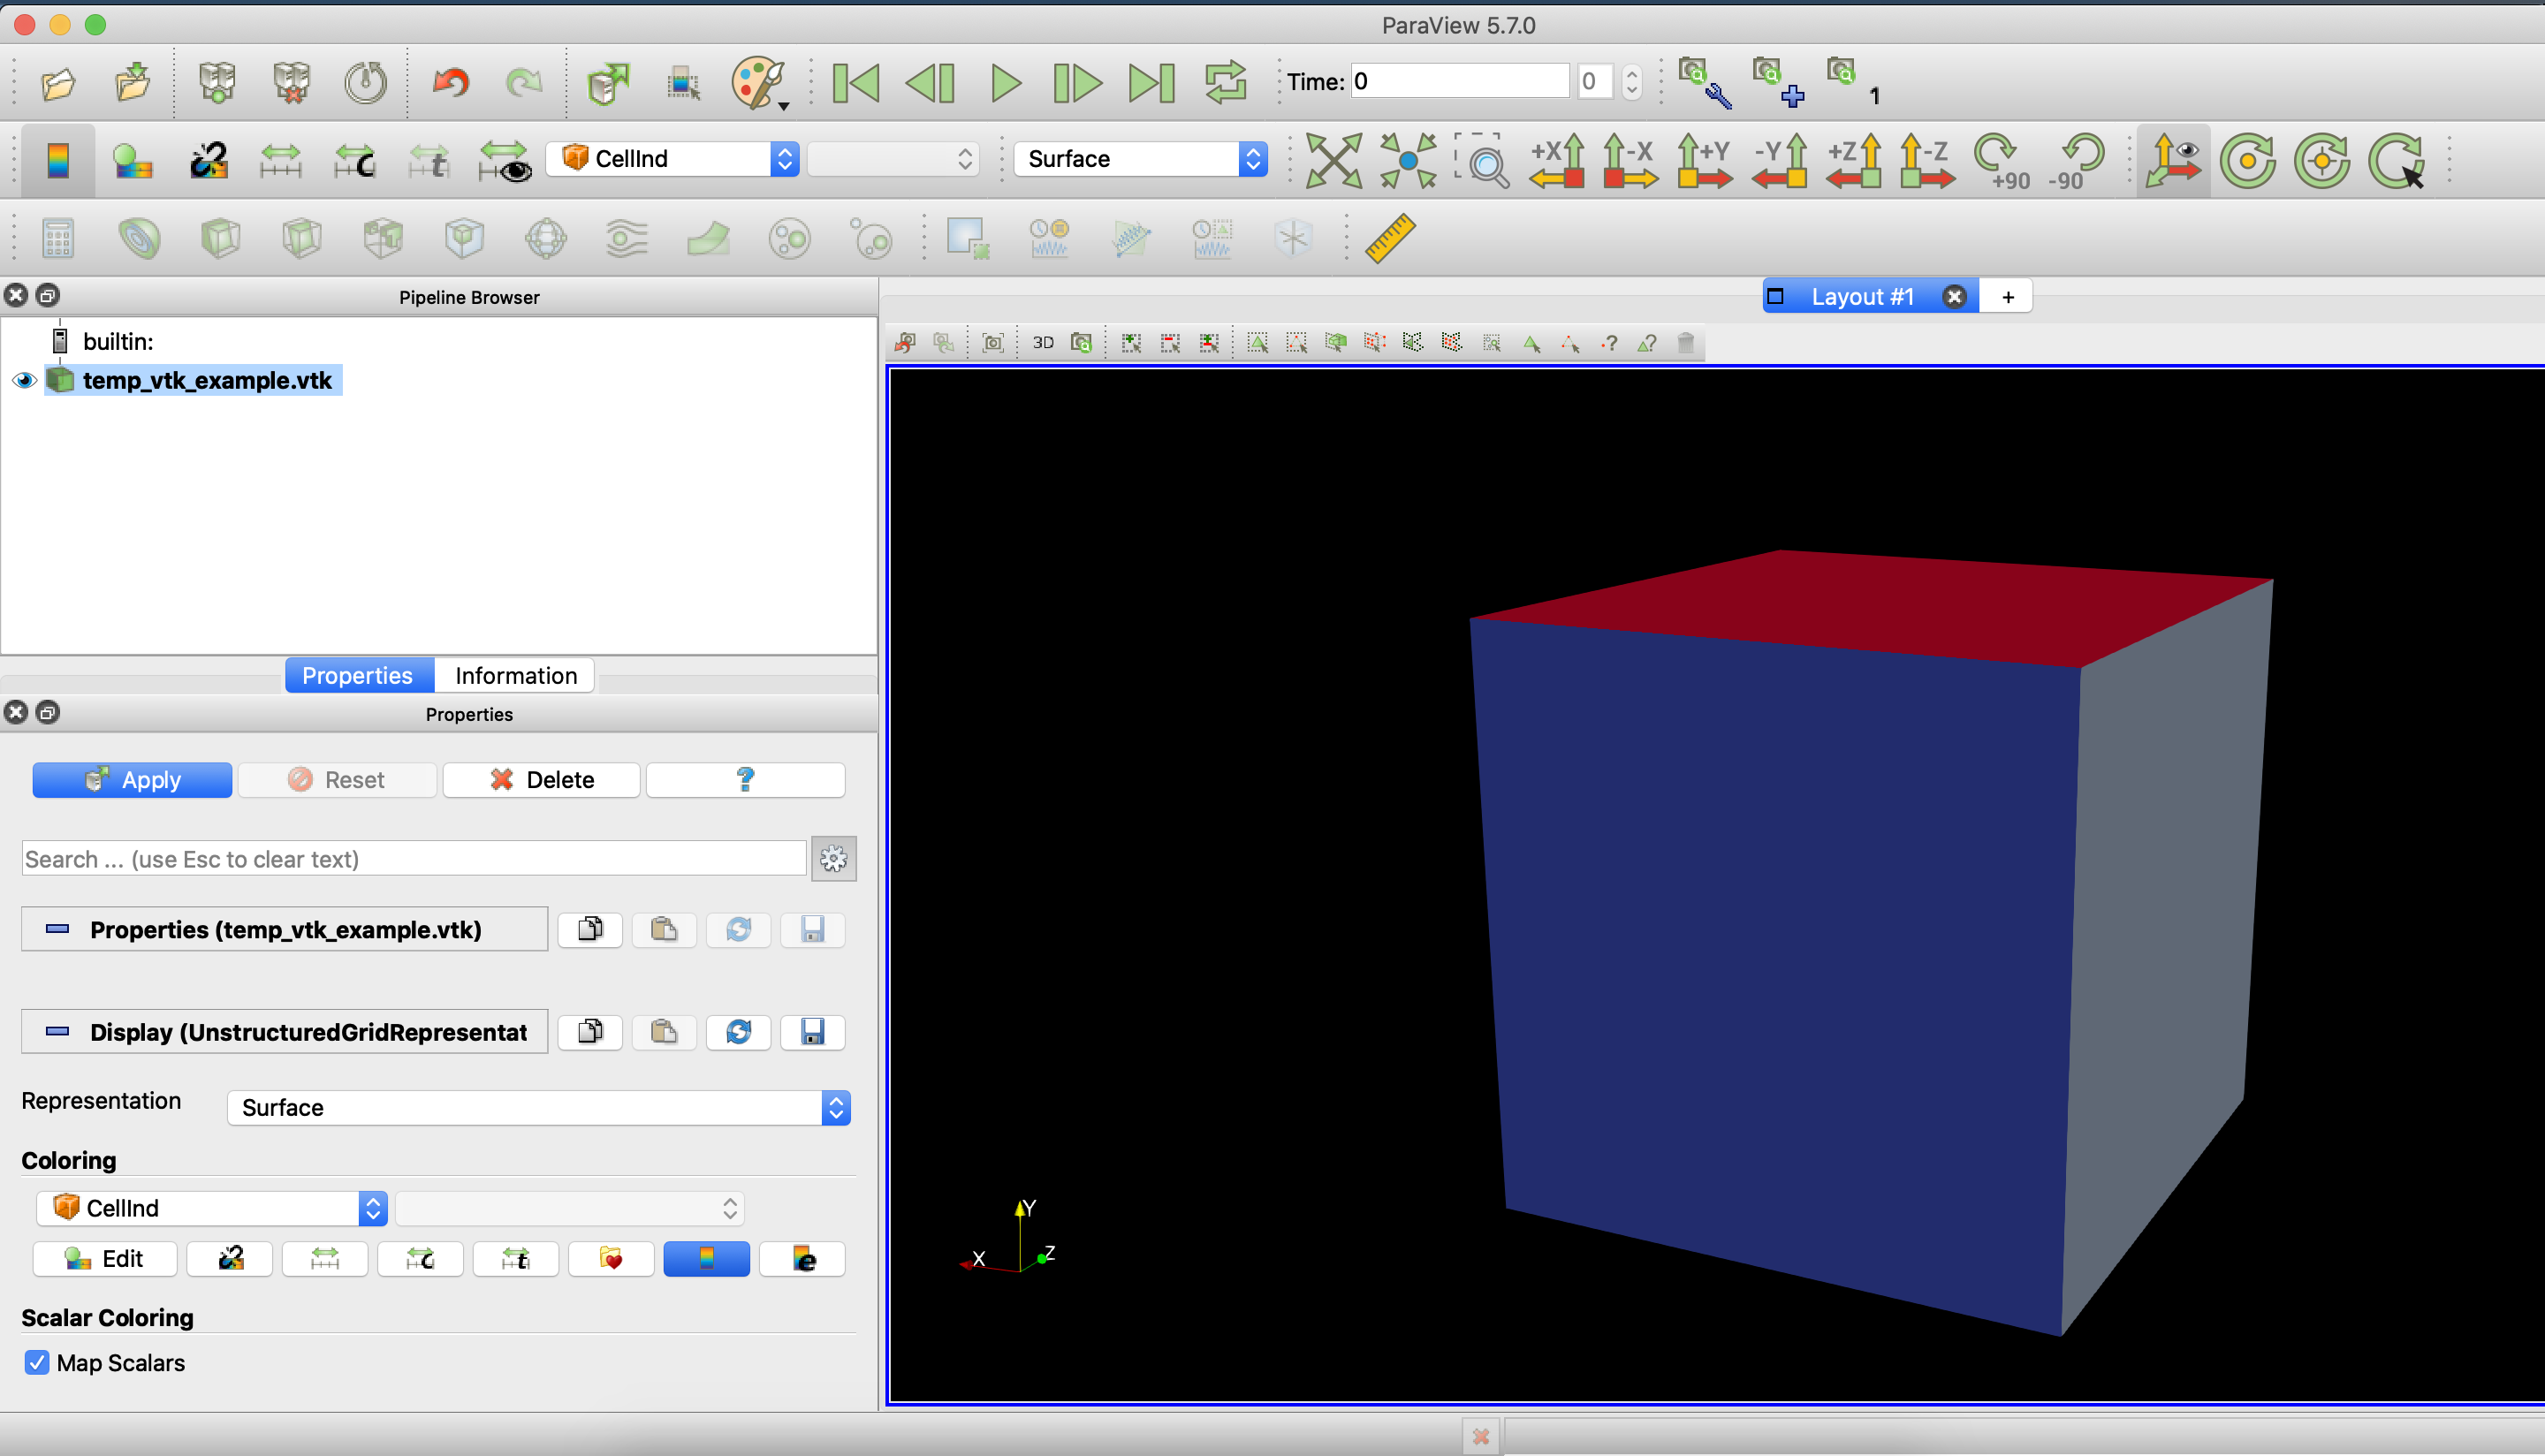 ParaView 5.7.0
Time: 0 0
1
CellInd
Surface
+X -X +Y -Y +Z -Z +90 -90
Pipeline Browser
Layout #1 +
builtin:
3D
temp_vtk_example.vtk
Properties Information
Properties
Apply Reset Delete ?
Search ... (use Esc to clear text)
Properties (temp_vtk_example.vtk)
Display (UnstructuredGridRepresentat
Representation Surface
Coloring
CellInd
Edit
Scalar Coloring
Map Scalars
Y
X Z